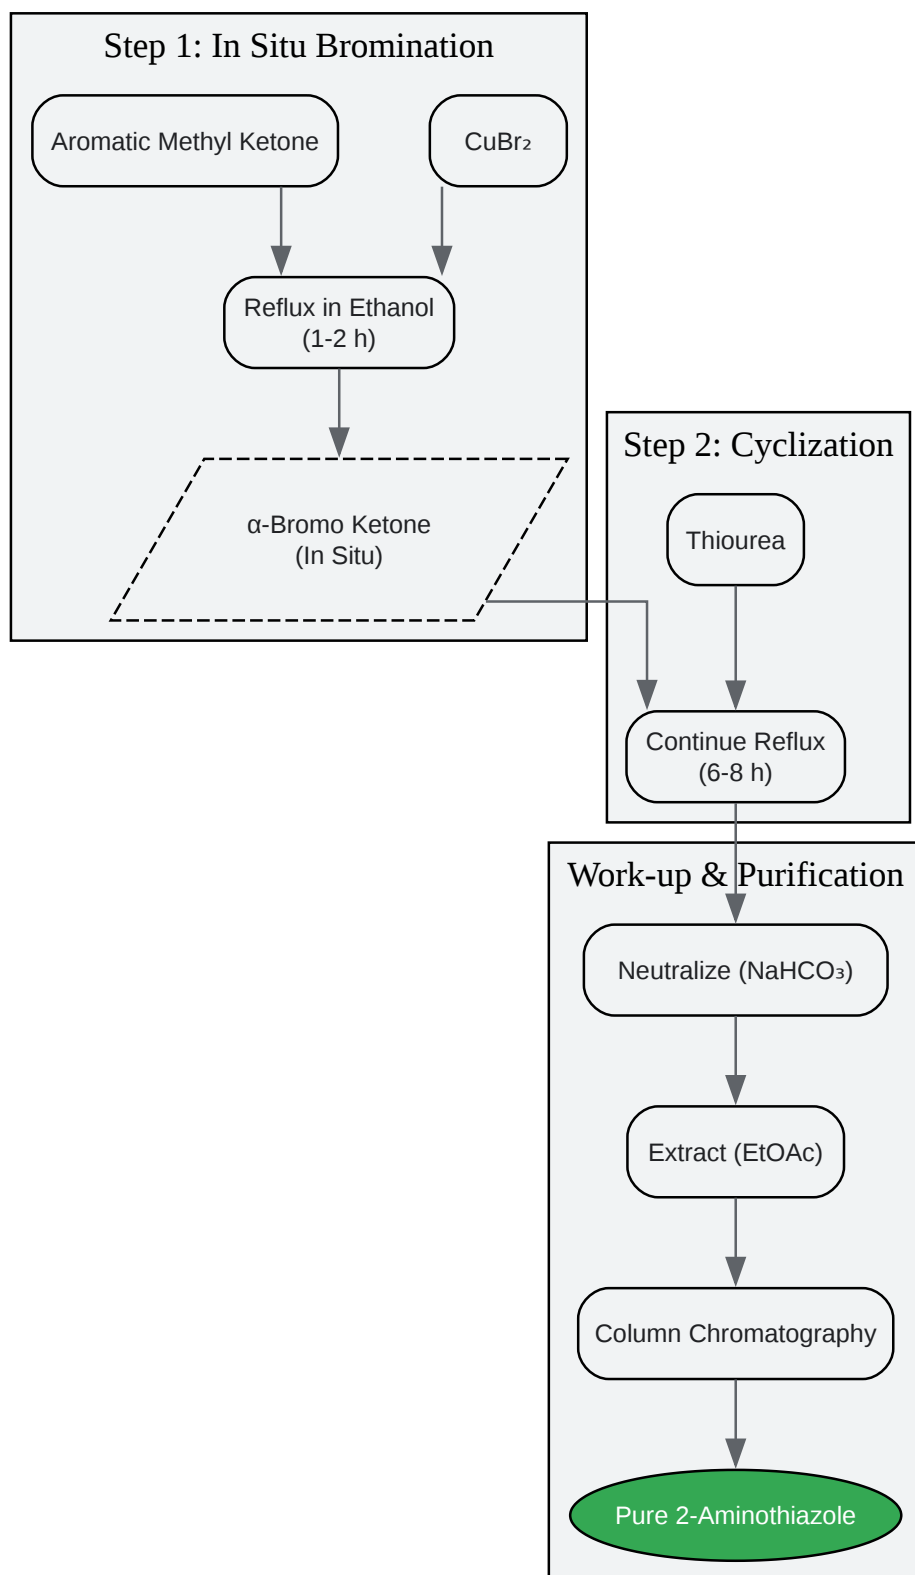 Step 1: In Situ Bromination
Aromatic Methyl Ketone
CuBr₂
Reflux in Ethanol
(1-2 h)
α-Bromo Ketone
(In Situ)
Step 2: Cyclization
Thiourea
Continue Reflux
(6-8 h)
Work-up & Purification
Neutralize (NaHCO₃)
Extract (EtOAc)
Column Chromatography
Pure 2-Aminothiazole